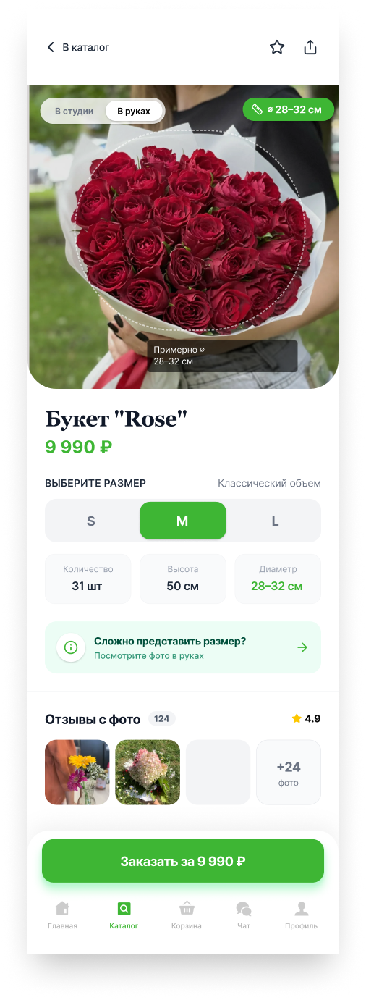 В каталог
В студии
В руках
⌀ 28–32 см
Примерно ⌀
28–32 см
Букет "Rose"
9 990 ₽
ВЫБЕРИТЕ РАЗМЕР
Классический объем
S
M
L
Количество
31 шт
Высота
50 см
Диаметр
28–32 см
Сложно представить размер?
Посмотрите фото в руках
Отзывы с фото
124
4.9
+24
фото
Заказать за 9 990 ₽
Главная
Каталог
Корзина
Чат
Профиль